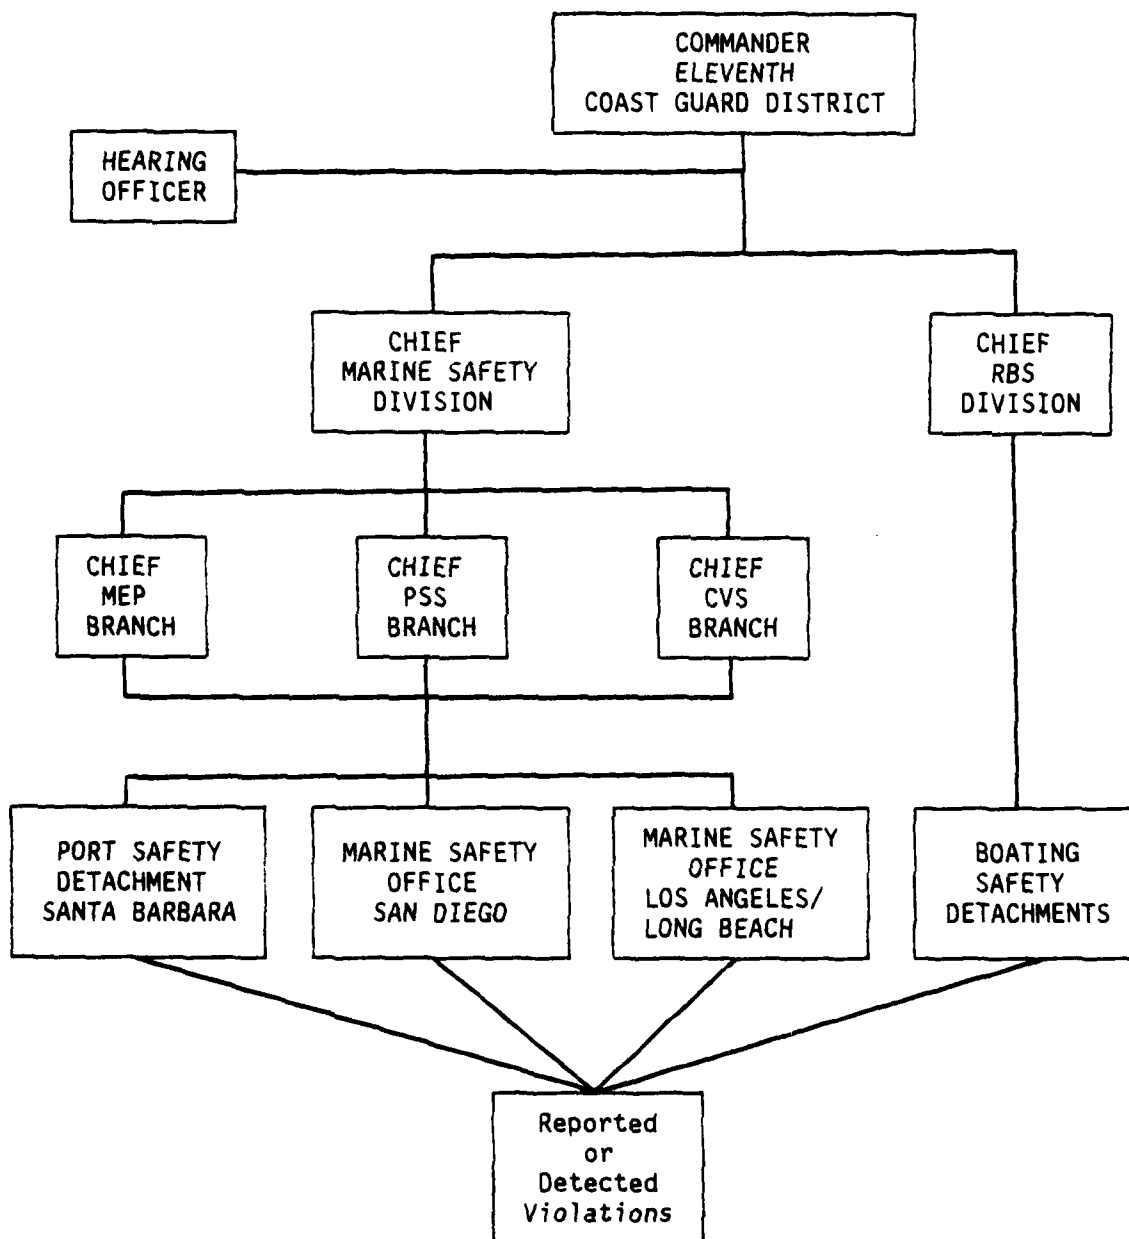 COMMANDER
ELEVENTH
COAST GUARD DISTRICT
HEARING
OFFICER
CHIEF
MARINE SAFETY
DIVISION
CHIEF
RBS
DIVISION
CHIEF
MEP
BRANCH
CHIEF
PSS
BRANCH
CHIEF
CVS
BRANCH
PORT SAFETY
DETACHMENT
SANTA BARBARA
MARINE SAFETY
OFFICE
SAN DIEGO
MARINE SAFETY
OFFICE
LOS ANGELES/
LONG BEACH
BOATING
SAFETY
DETACHMENTS
Reported
or
Detected
Violations